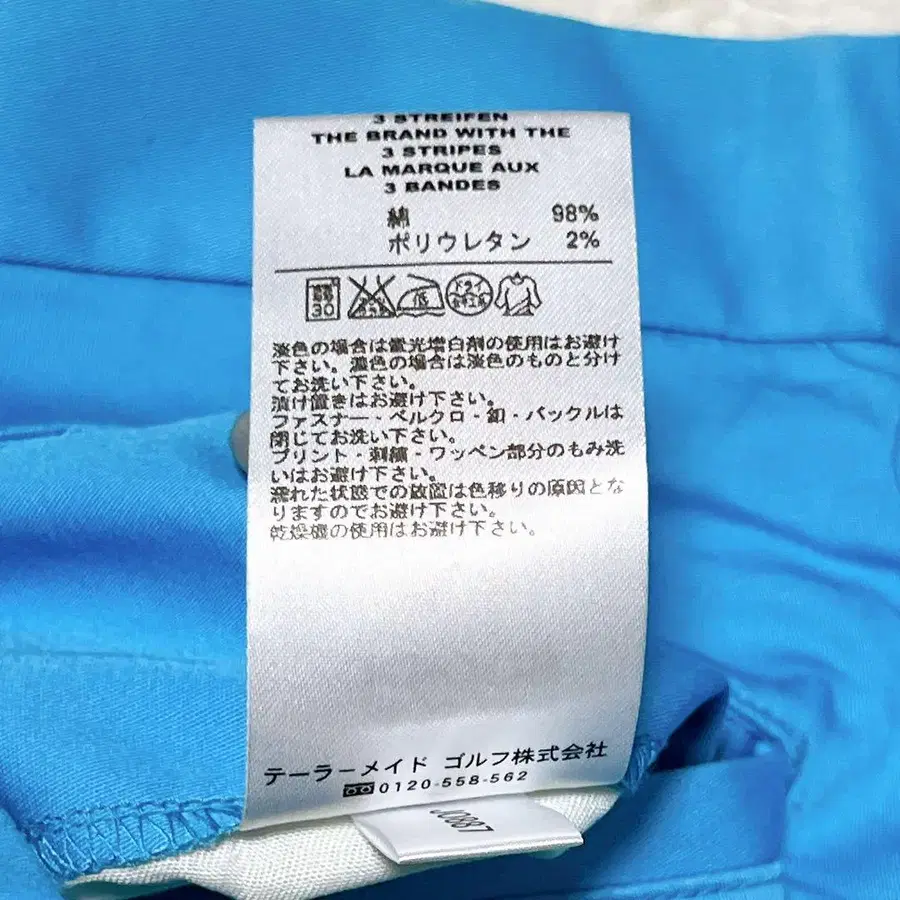 3 STREIFEN
THE BRAND WITH THE
3 STRIPES
LA MARQUE AUX
3 BANDES
綿 98%
ポリウレタン 2%
30
低
ドライ
淡色の場合は蛍光増白剤の使用はお避け
下さい。濃色の場合は淡色のものと分け
てお洗い下さい。
漬け置きはお避け下さい。
ファスナー・ベルクロ・釦・バックルは
閉じてお洗い下さい。
プリント・刺繍・ワッペン部分のもみ洗
いはお避け下さい。
濡れた状態での放置は色移りの原因とな
りますのでお避け下さい。
乾燥機の使用はお避け下さい。
テーラーメイド ゴルフ株式会社
0120-558-562
J0887